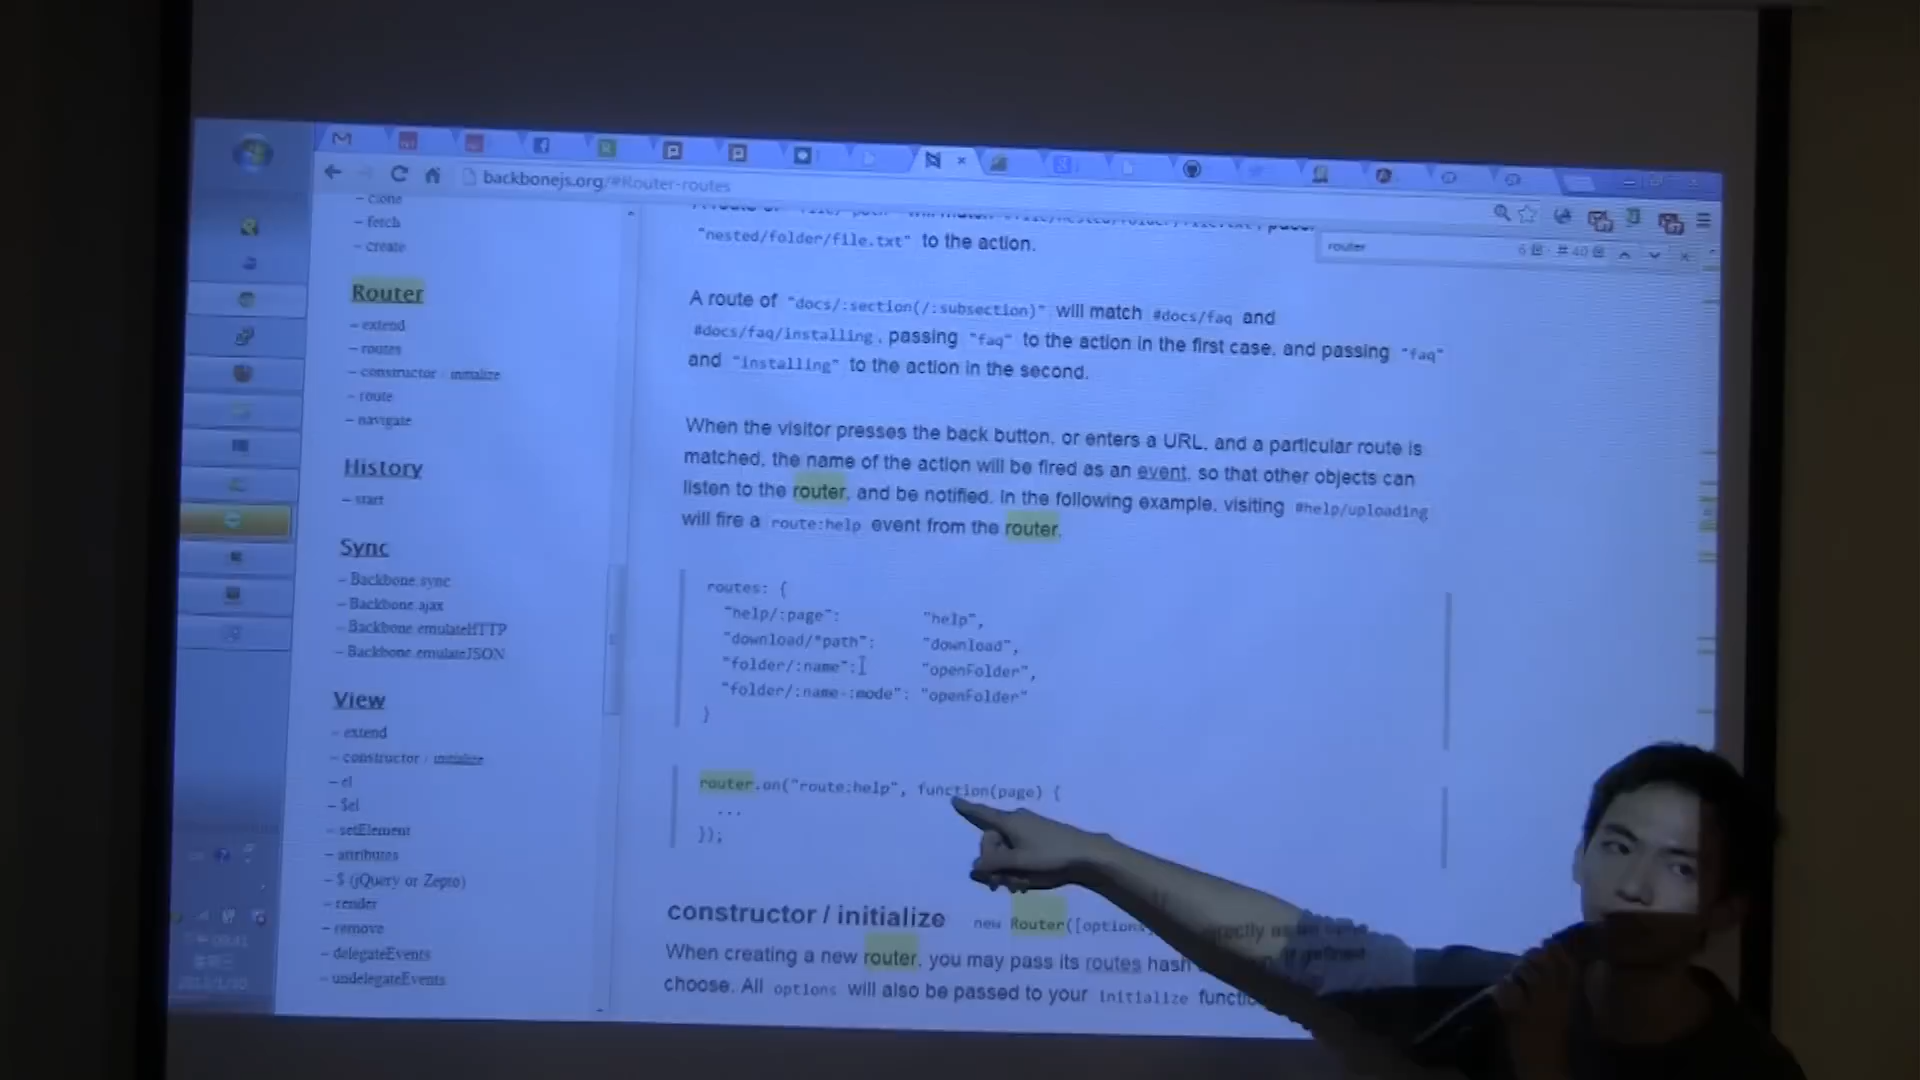 backbonejs.org/#Router-routes
router
– clone
– fetch
– create
Router
– extend
– routes
– constructor / initialize
– route
– navigate
History
– start
Sync
– Backbone.sync
– Backbone.ajax
– Backbone.emulateHTTP
– Backbone.emulateJSON
View
– extend
– constructor / initialize
– el
– $el
– setElement
– attributes
– $ (jQuery or Zepto)
– render
– remove
– delegateEvents
– undelegateEvents
"nested/folder/file.txt" to the action.
A route of "docs/:section(/:subsection)" will match #docs/faq and
#docs/faq/installing, passing "faq" to the action in the first case, and passing "faq"
and "installing" to the action in the second.
When the visitor presses the back button, or enters a URL, and a particular route is
matched, the name of the action will be fired as an event, so that other objects can
listen to the router, and be notified. In the following example, visiting #help/uploading
will fire a route:help event from the router.
routes: {
"help/:page": "help",
"download/*path": "download",
"folder/:name": "openFolder",
"folder/:name-:mode": "openFolder"
}
router.on("route:help", function(page) {
...
});
constructor / initialize new Router([options
When creating a new router, you may pass its routes hash
choose. All options will also be passed to your initialize